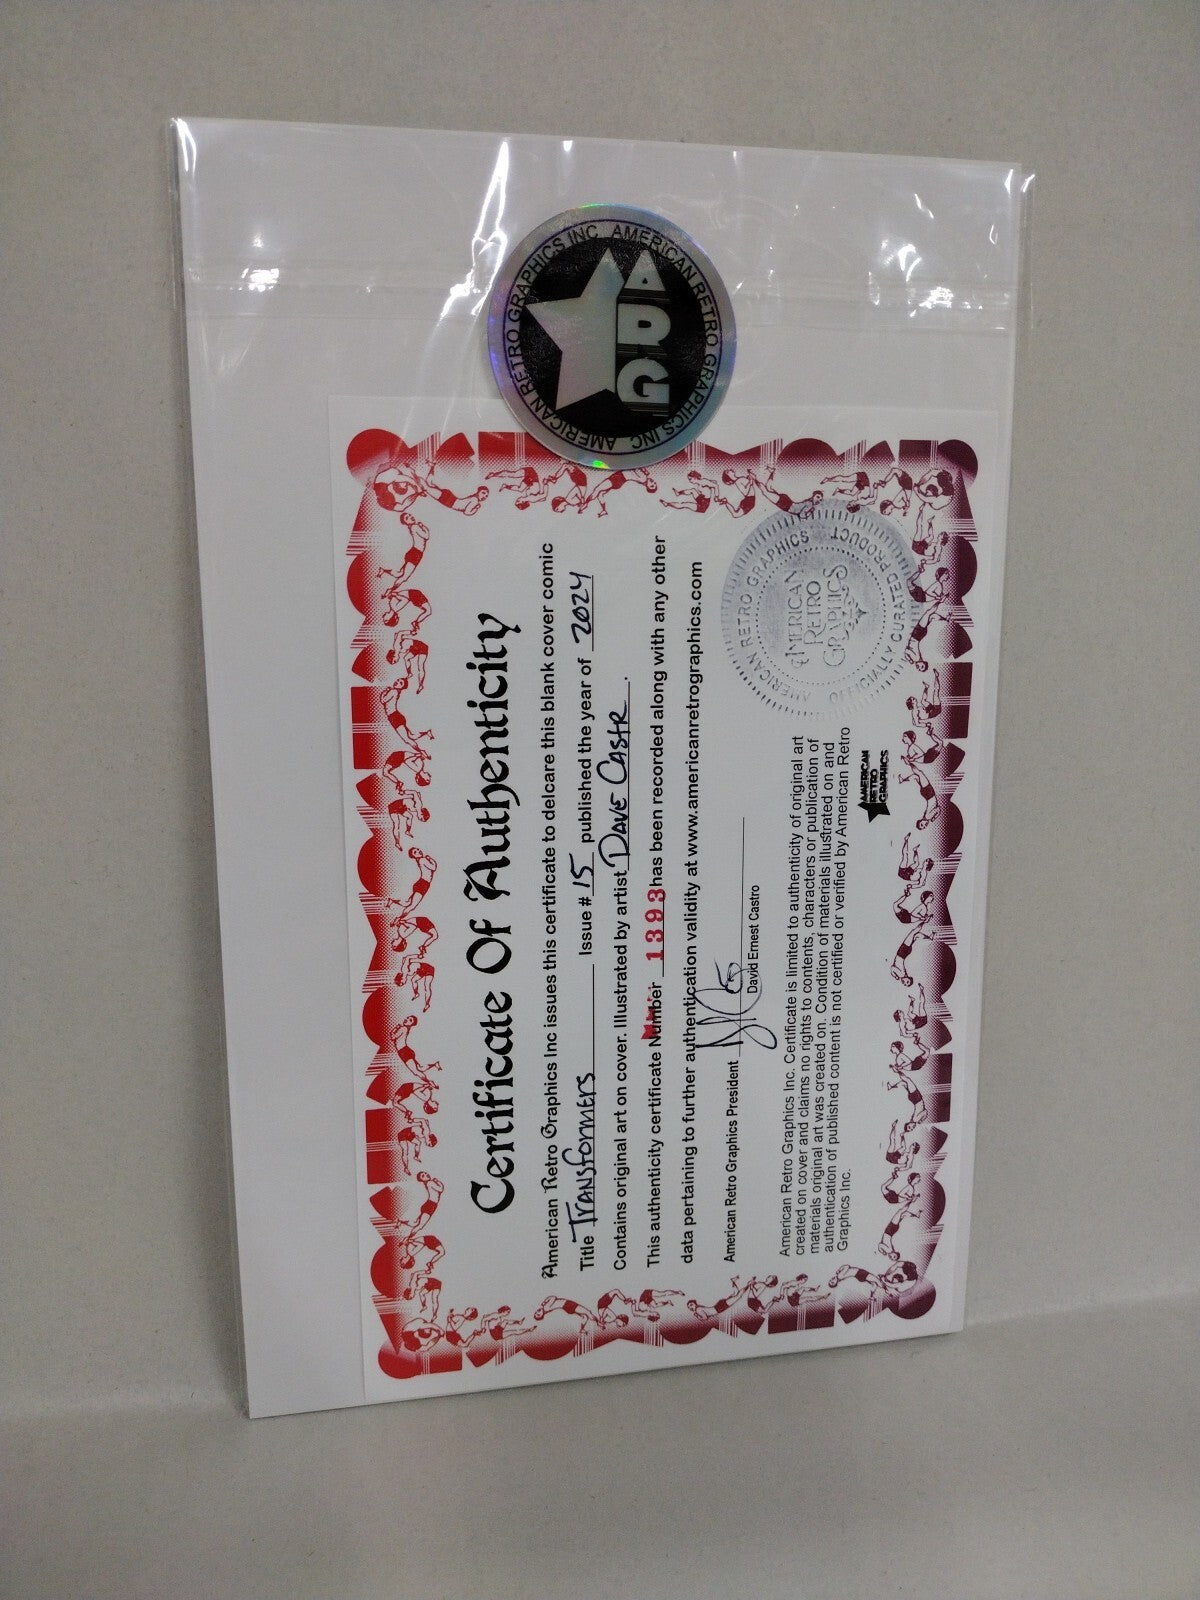 AMERICAN RETRO GRAPHICS INC AMERICAN RETRO GRAPHICS INC
ARG
Certificate Of Authenticity
American Retro Graphics Inc issues this certificate to delcare this blank cover comic
Title Transformers Issue # 15 published the year of 2024
Contains original art on cover. Illustrated by artist Dave Castr.
This authenticity certificate Number 1393 has been recorded along with any other
data pertaining to further authentication validity at www.americanretrographics.com
American Retro Graphics President
David Ernest Castro
American Retro Graphics Inc. Certificate is limited to authenticity of original art
created on cover and claims no rights to contents, characters or publication of
materials original art was created on. Condition of materials illustrated on and
authentication of published content is not certified or verified by American Retro
Graphics Inc.
AMERICAN
RETRO
GRAPHICS
AMERICAN RETRO GRAPHICS
OFFICIALLY CURATED PRODUCT
AMERICAN
RETRO
GRAPHICS